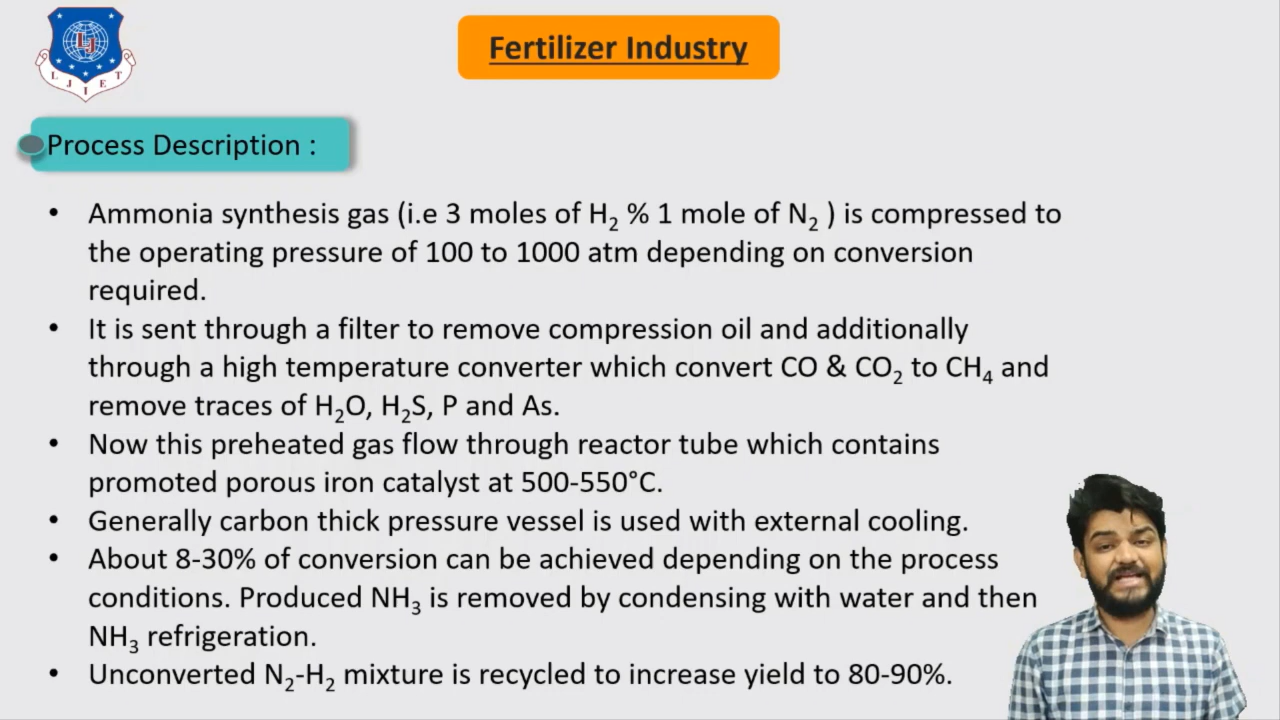 L J I E T
Fertilizer Industry
Process Description :
• Ammonia synthesis gas (i.e 3 moles of H₂ % 1 mole of N₂ ) is compressed to
the operating pressure of 100 to 1000 atm depending on conversion
required.
• It is sent through a filter to remove compression oil and additionally
through a high temperature converter which convert CO & CO₂ to CH₄ and
remove traces of H₂O, H₂S, P and As.
• Now this preheated gas flow through reactor tube which contains
promoted porous iron catalyst at 500-550°C.
• Generally carbon thick pressure vessel is used with external cooling.
• About 8-30% of conversion can be achieved depending on the process
conditions. Produced NH₃ is removed by condensing with water and then
NH₃ refrigeration.
• Unconverted N₂-H₂ mixture is recycled to increase yield to 80-90%.